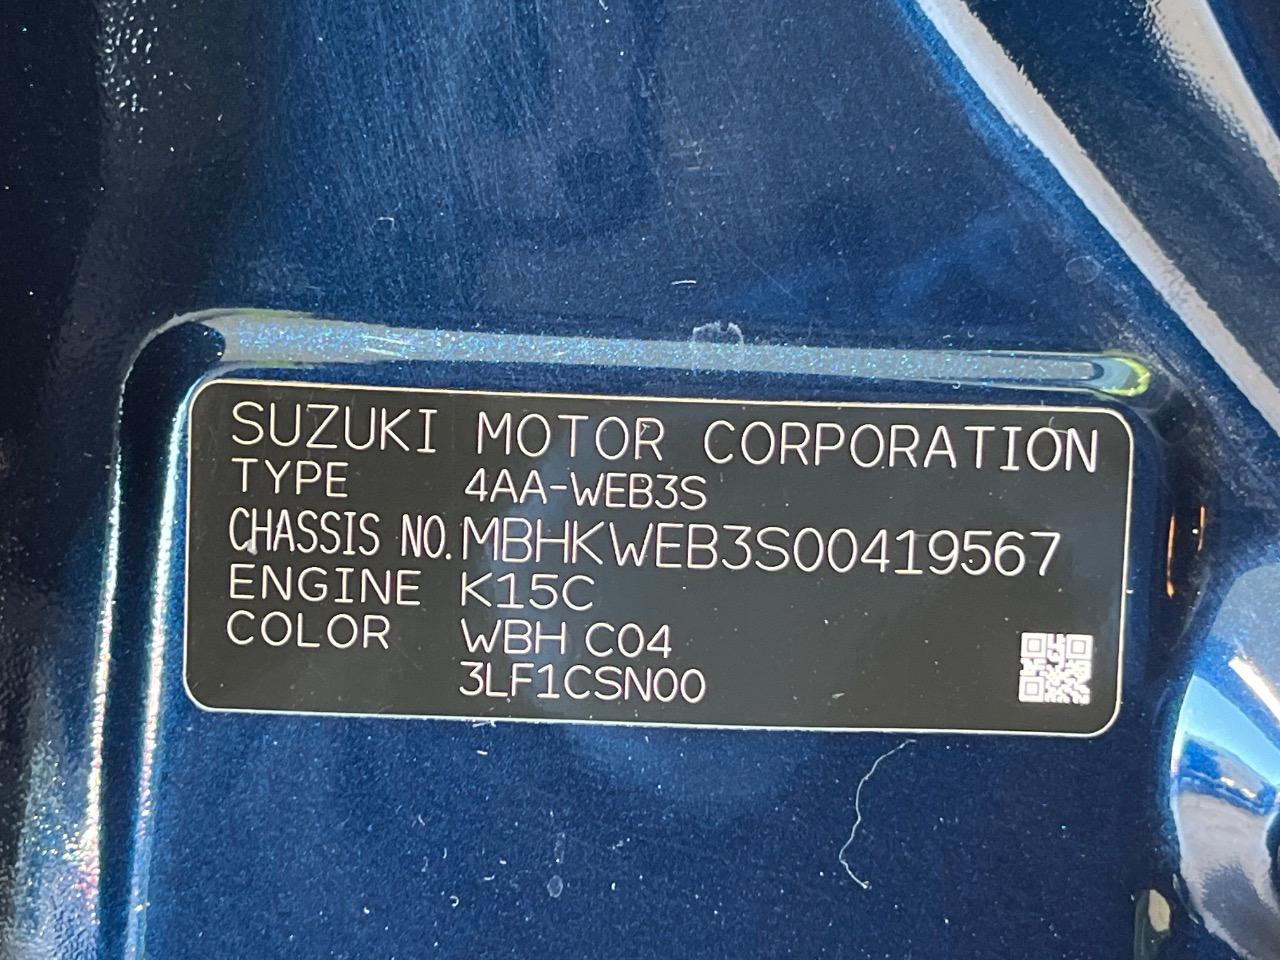 SUZUKI MOTOR CORPORATION
TYPE 4AA-WEB3S
CHASSIS NO. MBHKWEB3S00419567
ENGINE K15C
COLOR WBH C04
3LF1CSN00